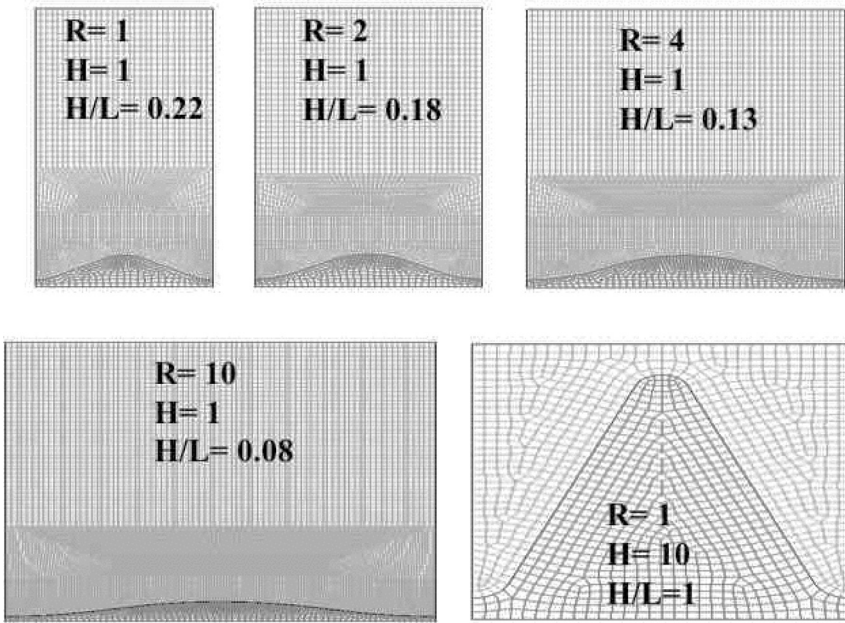 R= 1
H= 1
H/L= 0.22
R= 2
H= 1
H/L= 0.18
R= 4
H= 1
H/L= 0.13
R= 10
H= 1
H/L= 0.08
R= 1
H= 10
H/L=1